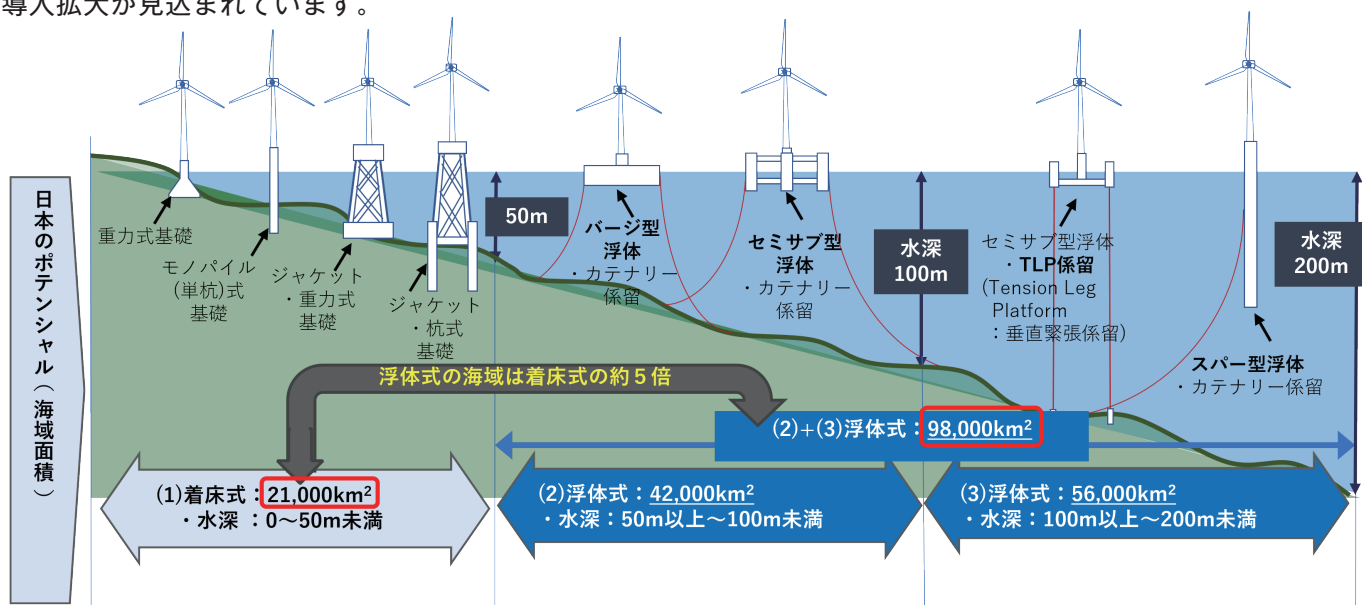 導入拡大が見込まれています。
日本のポテンシャル（海域面積）
重力式基礎
モノパイル
(単杭)式
基礎
ジャケット
・重力式
基礎
ジャケット
・杭式
基礎
50m
バージ型
浮体
・カテナリー
係留
セミサブ型
浮体
・カテナリー
係留
水深
100m
セミサブ型浮体
・TLP係留
(Tension Leg
Platform
：垂直緊張係留)
水深
200m
スパー型浮体
・カテナリー係留
浮体式の海域は着床式の約５倍
(2)+(3)浮体式：98,000km²
(1)着床式：21,000km²
・水深 ：0～50m未満
(2)浮体式：42,000km²
・水深：50m以上～100m未満
(3)浮体式：56,000km²
・水深：100m以上～200m未満